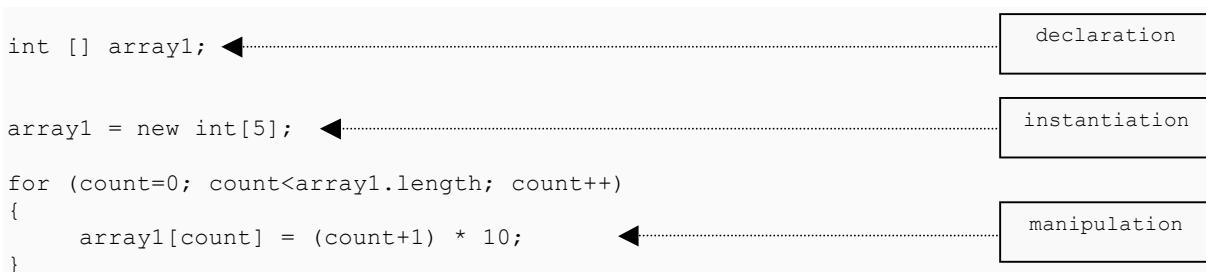 int [] array1; declaration
array1 = new int[5]; instantiation
for (count=0; count<array1.length; count++)
{
array1[count] = (count+1) * 10; manipulation
}